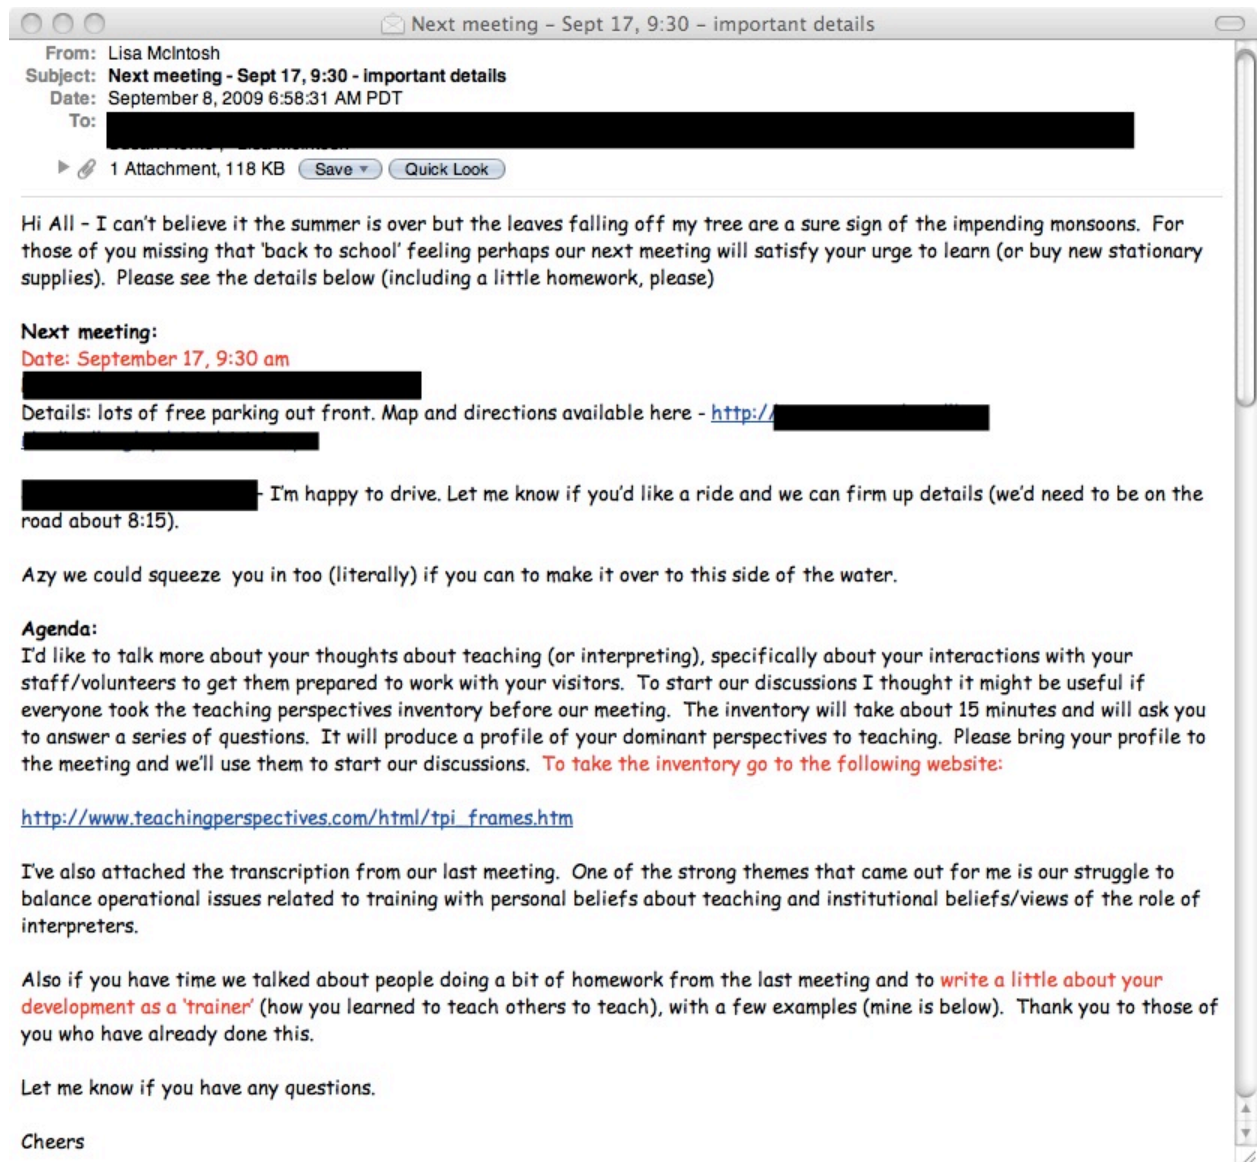 Next meeting – Sept 17, 9:30 – important details
From: Lisa McIntosh
Subject: Next meeting - Sept 17, 9:30 - important details
Date: September 8, 2009 6:58:31 AM PDT
To:
1 Attachment, 118 KB Save Quick Look
Hi All – I can't believe it the summer is over but the leaves falling off my tree are a sure sign of the impending monsoons. For
those of you missing that 'back to school' feeling perhaps our next meeting will satisfy your urge to learn (or buy new stationary
supplies). Please see the details below (including a little homework, please)
Next meeting:
Date: September 17, 9:30 am
Details: lots of free parking out front. Map and directions available here - http://
- I'm happy to drive. Let me know if you'd like a ride and we can firm up details (we'd need to be on the
road about 8:15).
Azy we could squeeze you in too (literally) if you can to make it over to this side of the water.
Agenda:
I'd like to talk more about your thoughts about teaching (or interpreting), specifically about your interactions with your
staff/volunteers to get them prepared to work with your visitors. To start our discussions I thought it might be useful if
everyone took the teaching perspectives inventory before our meeting. The inventory will take about 15 minutes and will ask you
to answer a series of questions. It will produce a profile of your dominant perspectives to teaching. Please bring your profile to
the meeting and we'll use them to start our discussions. To take the inventory go to the following website:
http://www.teachingperspectives.com/html/tpi_frames.htm
I've also attached the transcription from our last meeting. One of the strong themes that came out for me is our struggle to
balance operational issues related to training with personal beliefs about teaching and institutional beliefs/views of the role of
interpreters.
Also if you have time we talked about people doing a bit of homework from the last meeting and to write a little about your
development as a 'trainer' (how you learned to teach others to teach), with a few examples (mine is below). Thank you to those of
you who have already done this.
Let me know if you have any questions.
Cheers